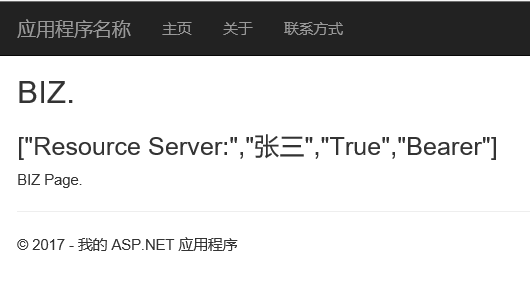 应用程序名称 主页 关于 联系方式
BIZ.
["Resource Server:","张三","True","Bearer"]
BIZ Page.
© 2017 - 我的 ASP.NET 应用程序